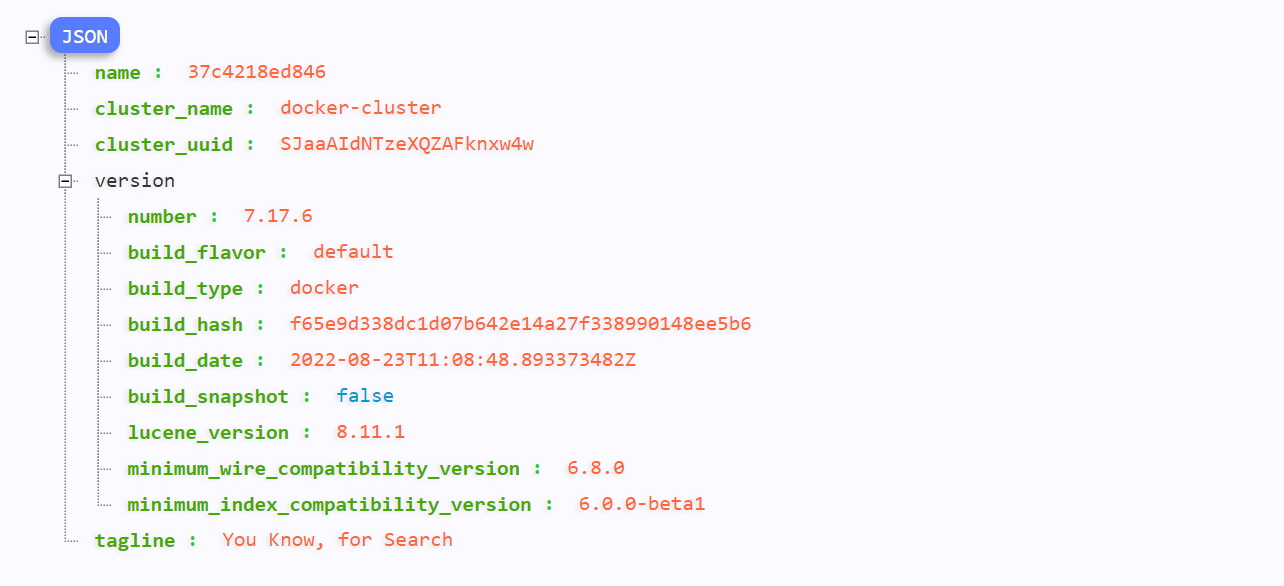 JSON
name : 37c4218ed846
cluster_name : docker-cluster
cluster_uuid : SJaaAIdNTzeXQZAFknxw4w
version
number : 7.17.6
build_flavor : default
build_type : docker
build_hash : f65e9d338dc1d07b642e14a27f338990148ee5b6
build_date : 2022-08-23T11:08:48.893373482Z
build_snapshot : false
lucene_version : 8.11.1
minimum_wire_compatibility_version : 6.8.0
minimum_index_compatibility_version : 6.0.0-beta1
tagline : You Know, for Search